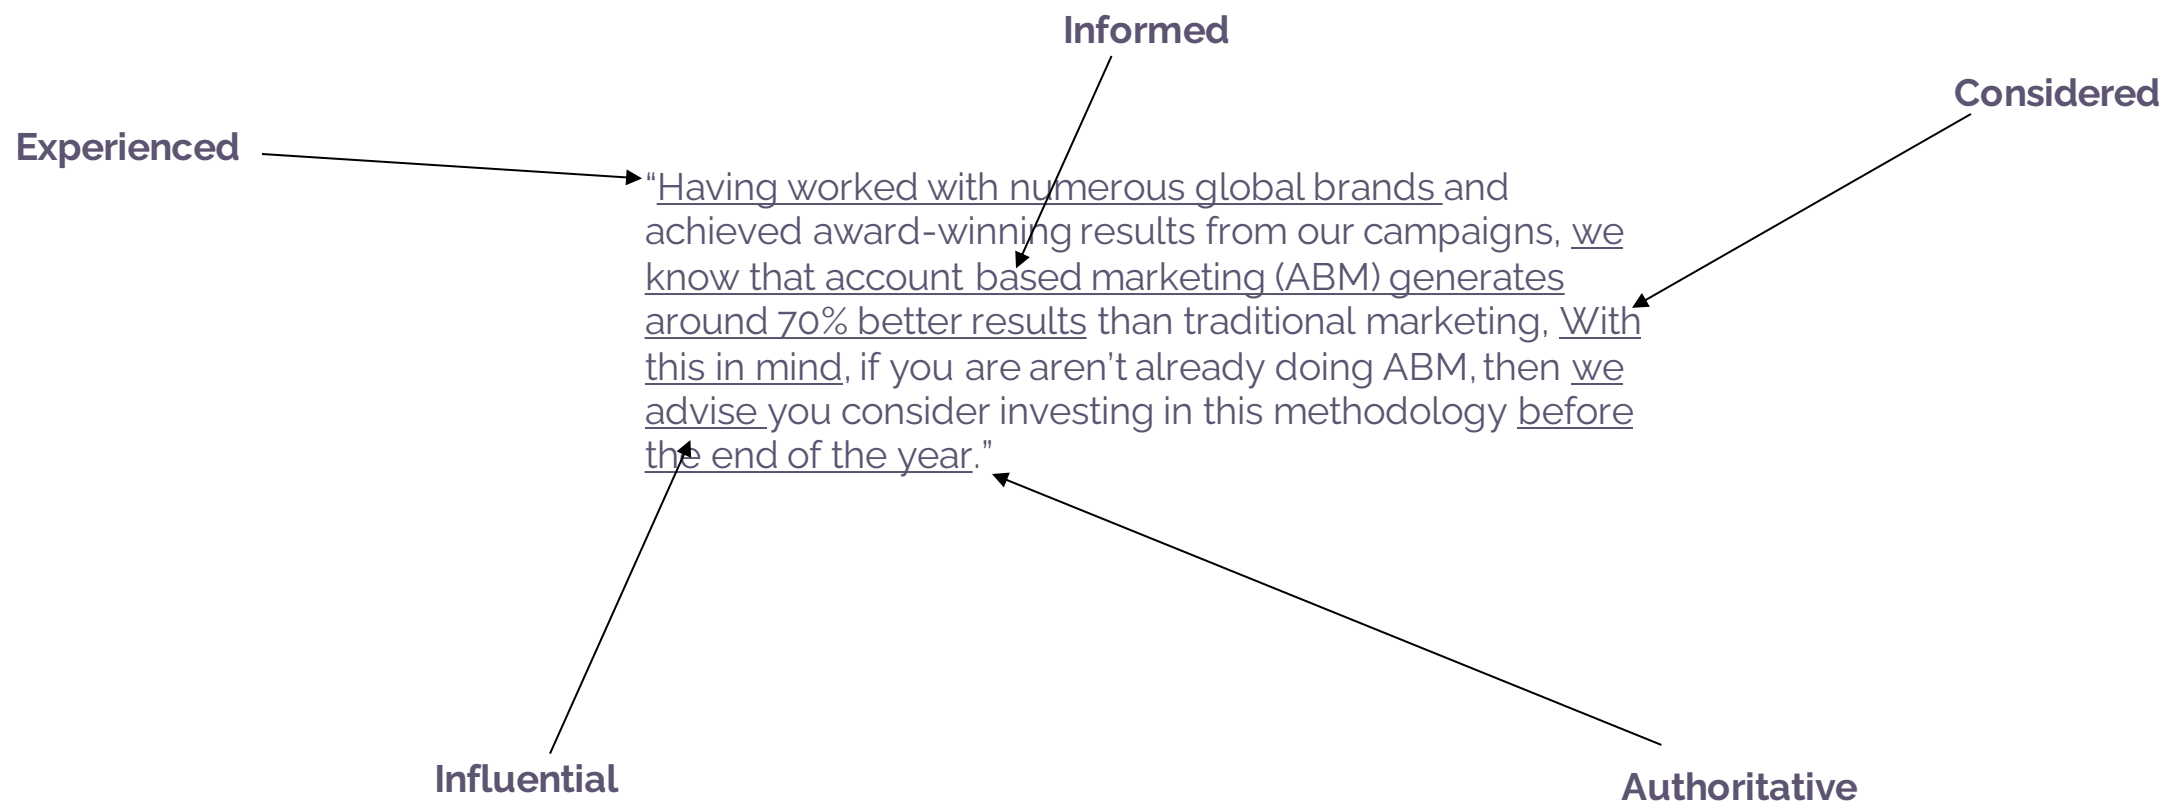 Informed
Considered
Experienced
“Having worked with numerous global brands and
achieved award-winning results from our campaigns, we
know that account based marketing (ABM) generates
around 70% better results than traditional marketing, With
this in mind, if you are aren’t already doing ABM, then we
advise you consider investing in this methodology before
the end of the year.”
Influential
Authoritative